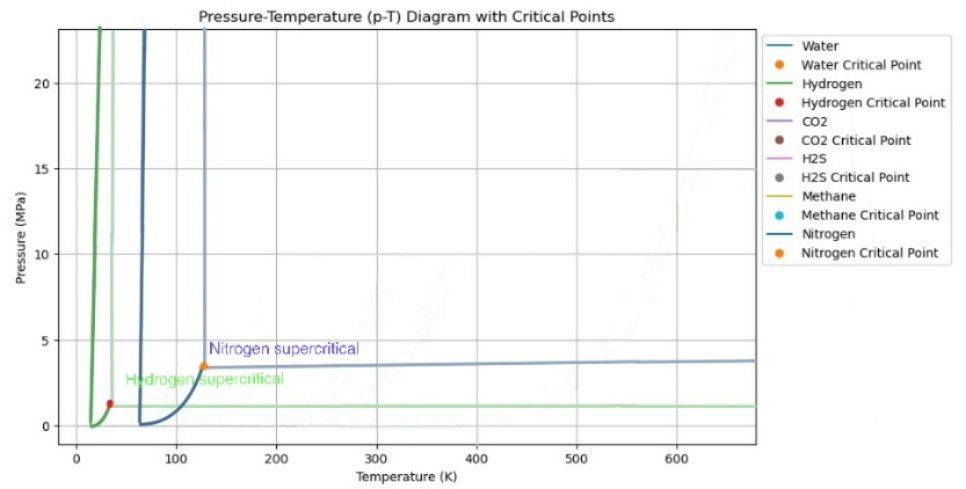 Pressure-Temperature (p-T) Diagram with Critical Points
Pressure (MPa)
20
15
10
5
0
Nitrogen supercritical
Hydrogen supercritical
0 100 200 300 400 500 600
Temperature (K)
Water
Water Critical Point
Hydrogen
Hydrogen Critical Point
CO2
CO2 Critical Point
H2S
H2S Critical Point
Methane
Methane Critical Point
Nitrogen
Nitrogen Critical Point